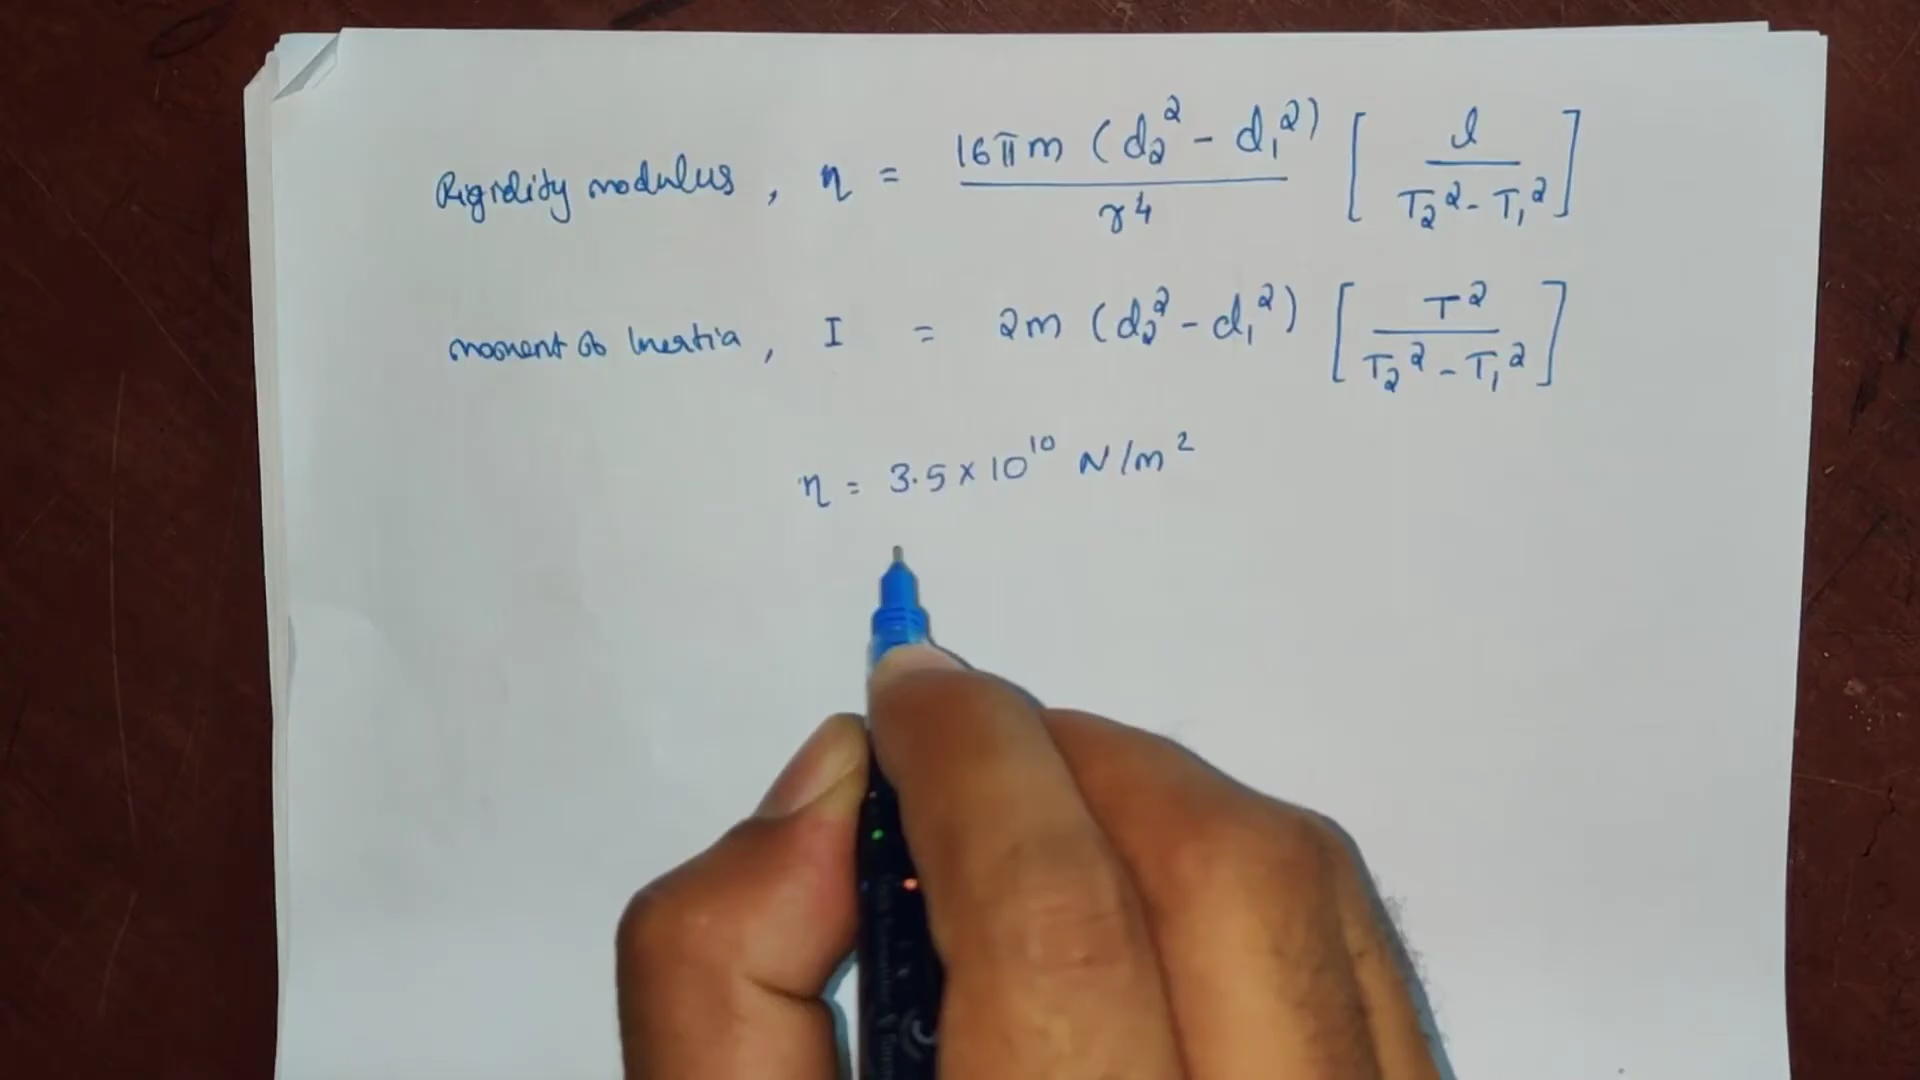 Rigidity modulus, η = 16πm (d₂² - d₁²) / r⁴ [ l / T₂² - T₁² ]
moment of Inertia, I = 2m (d₂² - d₁²) [ T² / T₂² - T₁² ]
η = 3.5 × 10¹⁰ N/m²